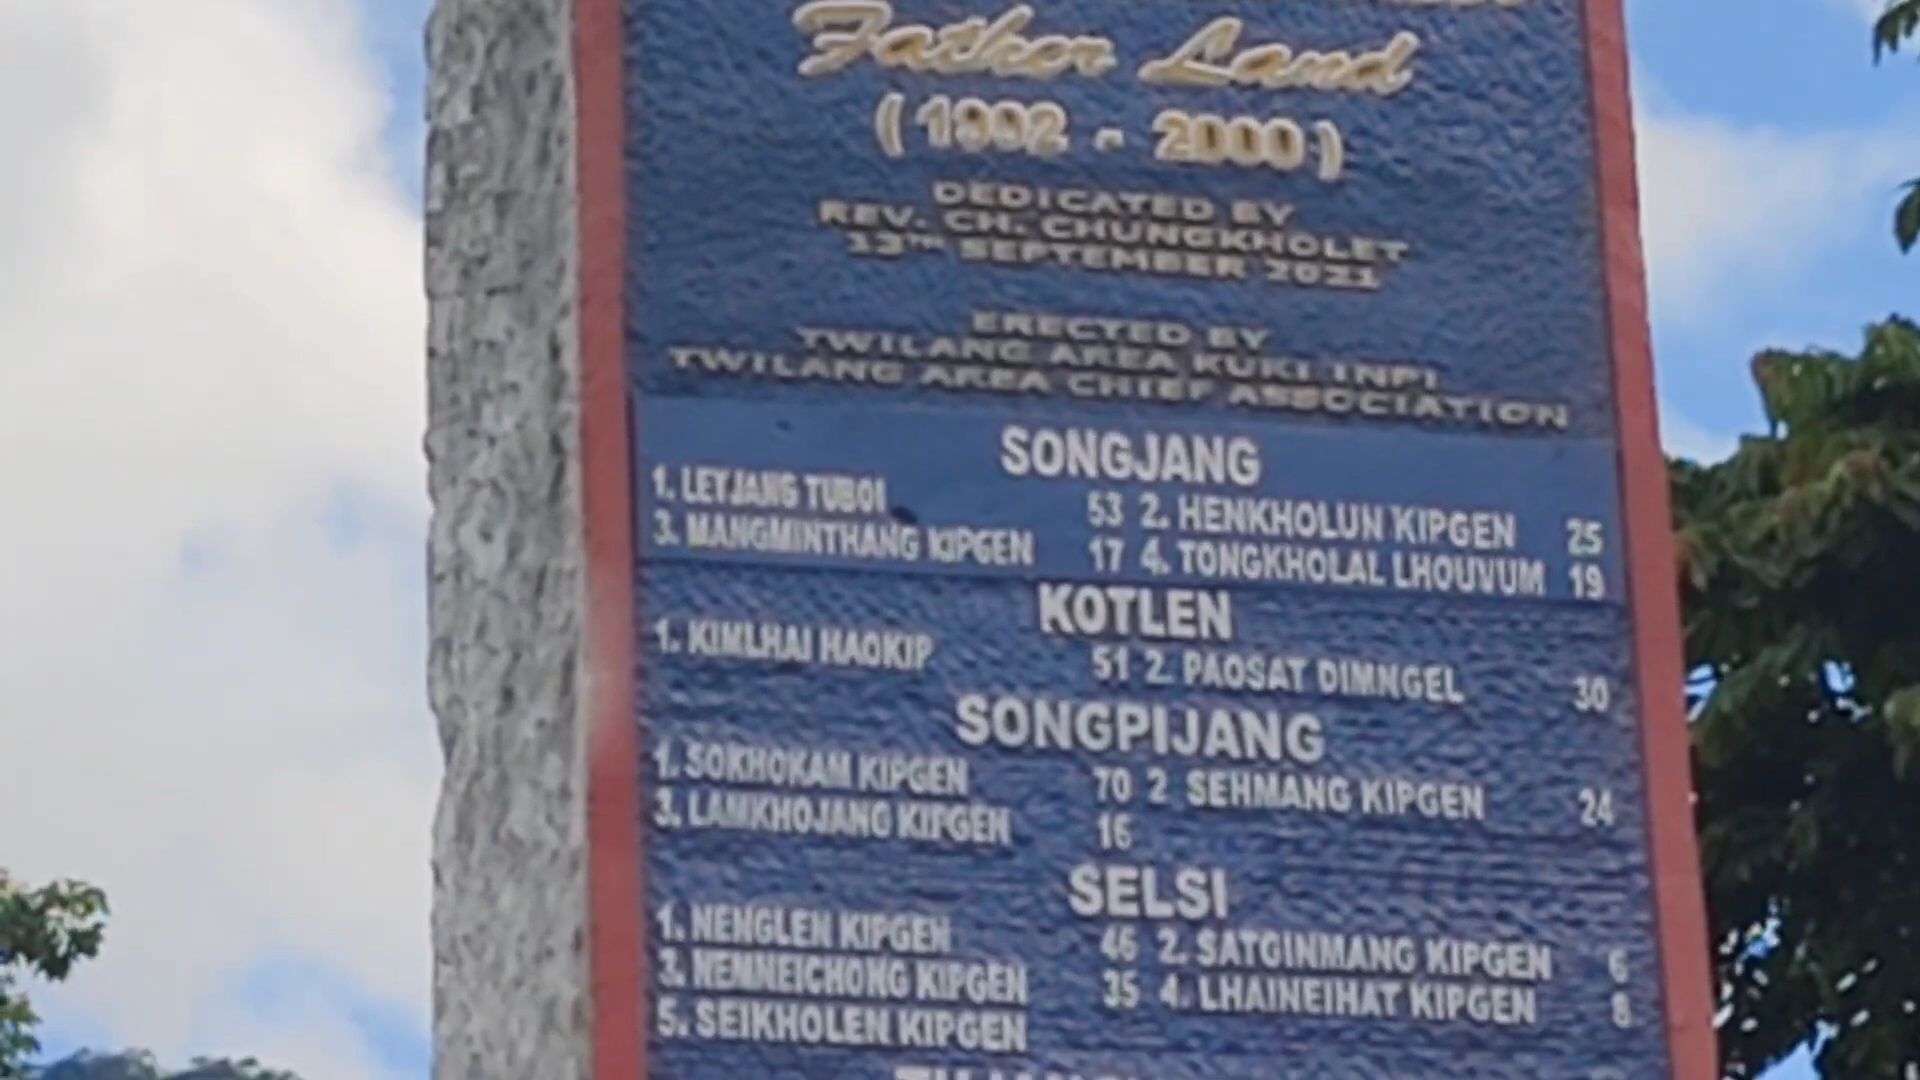 Father Land
( 1992 - 2000 )
DEDICATED BY
REV. CH. CHUNGKHOLET
13TH SEPTEMBER 2021
ERECTED BY
TWILANG AREA KUKI INPI
TWILANG AREA CHIEF ASSOCIATION
SONGJANG
1. LEYJANG TUBOI 53 2. HENKHOLUN KIPGEN 25
3. MANGMINTHANG KIPGEN 17 4. TONGKHOLAL LHOUVUM 19
KOTLEN
1. KIMLHAI HAOKIP 51 2. PAOSAT DIMNGEL 30
SONGPIJANG
1. SOKHOKAM KIPGEN 70 2 SEHMANG KIPGEN 24
3. LAMKHOJANG KIPGEN 16
SELSI
1. NENGLEN KIPGEN 46 2. SATGINMANG KIPGEN 6
3. NEMNEICHONG KIPGEN 35 4. LHAINEIHAT KIPGEN 8
5. SEIKHOLEN KIPGEN